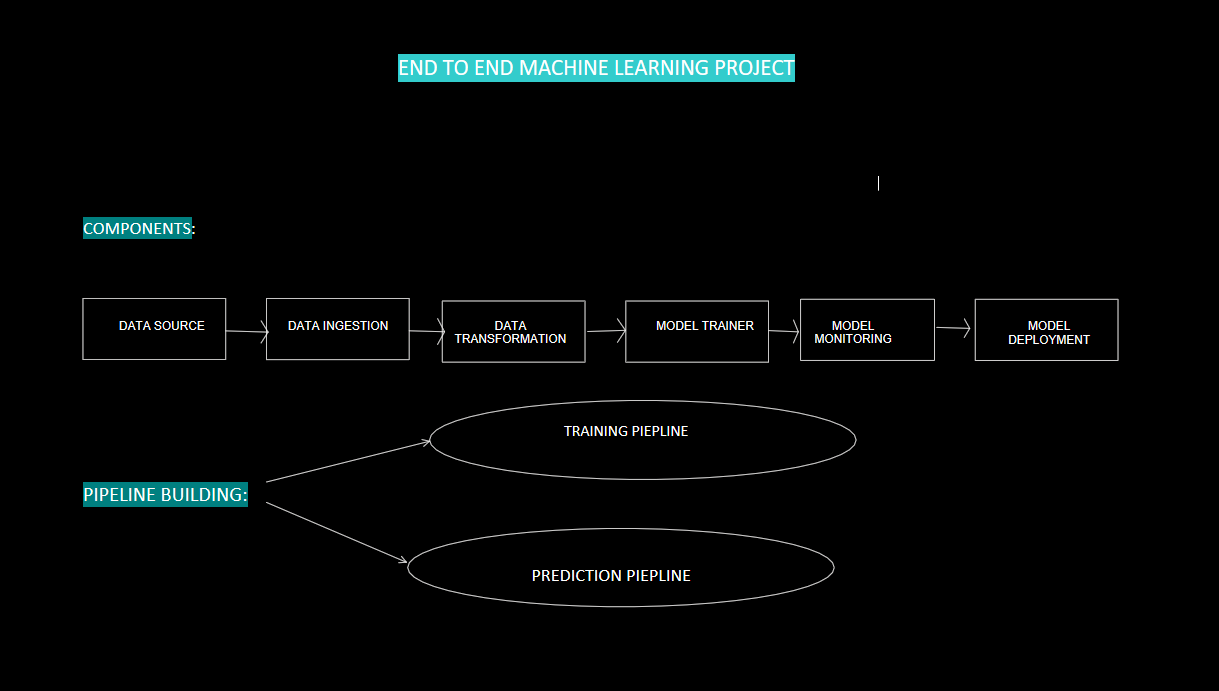 END TO END MACHINE LEARNING PROJECT
COMPONENTS:
DATA SOURCE
DATA INGESTION
DATA
TRANSFORMATION
MODEL TRAINER
MODEL
MONITORING
MODEL
DEPLOYMENT
TRAINING PIEPLINE
PIPELINE BUILDING:
PREDICTION PIEPLINE